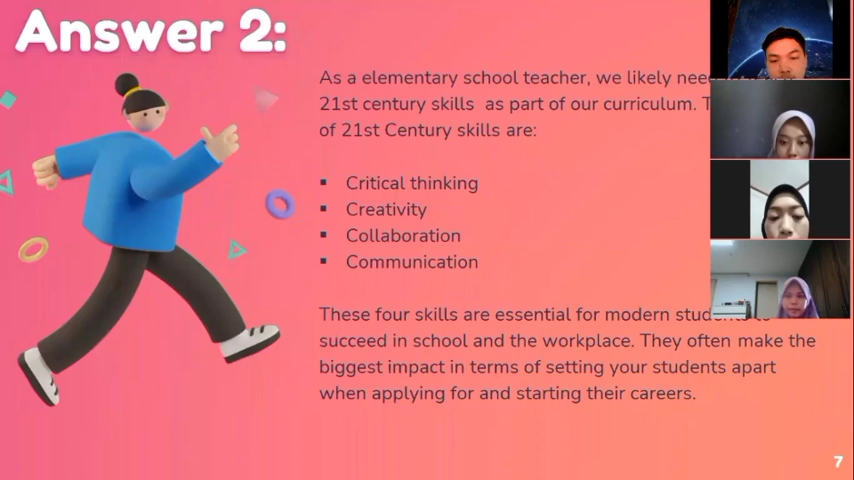 Answer 2:
As a elementary school teacher, we likely need
21st century skills as part of our curriculum.
of 21st Century skills are:
▪ Critical thinking
▪ Creativity
▪ Collaboration
▪ Communication
These four skills are essential for modern students to
succeed in school and the workplace. They often make the
biggest impact in terms of setting your students apart
when applying for and starting their careers.
7